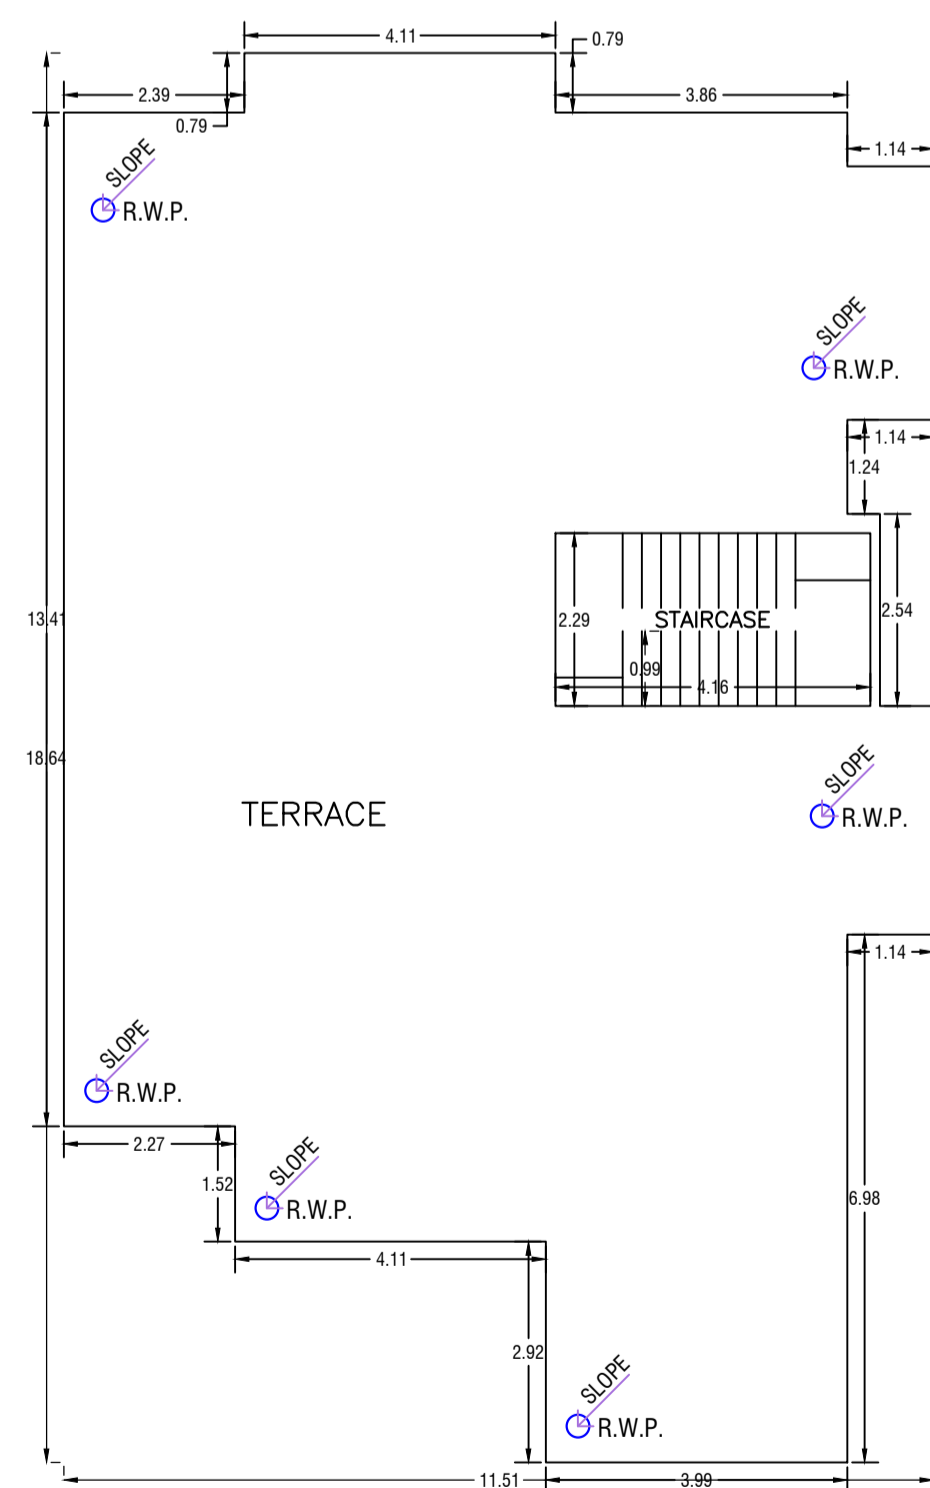 4.11
0.79
2.39
3.86
0.79
1.14
SLOPE
R.W.P.
SLOPE
R.W.P.
1.14
1.24
2.54
2.29
STAIRCASE
13.41
0.99
4.16
18.64
SLOPE
TERRACE
R.W.P.
1.14
SLOPE
R.W.P.
2.27
1.52
SLOPE
6.98
R.W.P.
4.11
2.92
SLOPE
R.W.P.
11.51
3.99